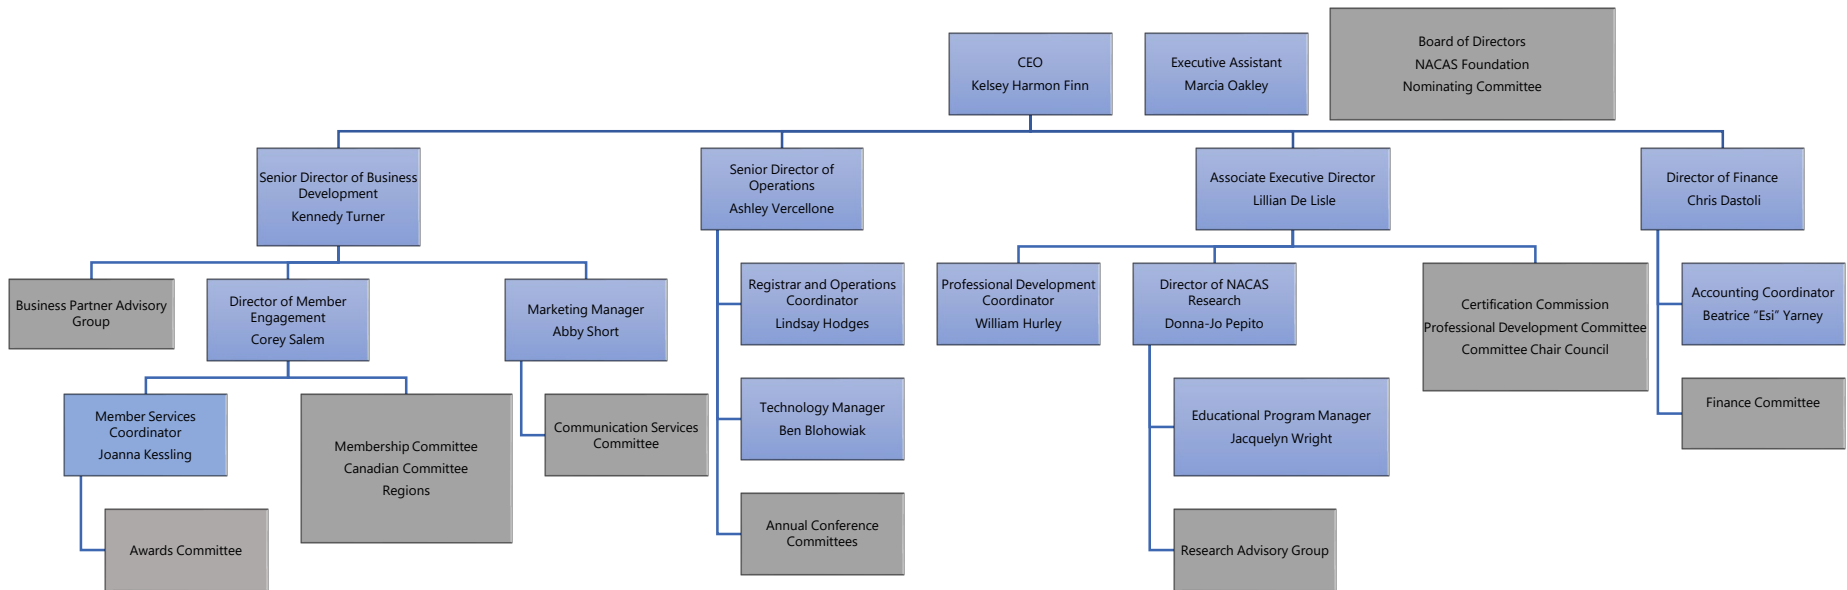 CEO
Kelsey Harmon Finn
Executive Assistant
Marcia Oakley
Board of Directors
NACAS Foundation
Nominating Committee
Senior Director of Business
Development
Kennedy Turner
Senior Director of
Operations
Ashley Vercellone
Associate Executive Director
Lillian De Lisle
Director of Finance
Chris Dastoli
Business Partner Advisory
Group
Director of Member
Engagement
Corey Salem
Marketing Manager
Abby Short
Registrar and Operations
Coordinator
Lindsay Hodges
Professional Development
Coordinator
William Hurley
Director of NACAS
Research
Donna-Jo Pepito
Certification Commission
Professional Development Committee
Committee Chair Council
Accounting Coordinator
Beatrice “Esi” Yarney
Member Services
Coordinator
Joanna Kessling
Membership Committee
Canadian Committee
Regions
Communication Services
Committee
Technology Manager
Ben Blohowiak
Educational Program Manager
Jacquelyn Wright
Finance Committee
Awards Committee
Annual Conference
Committees
Research Advisory Group